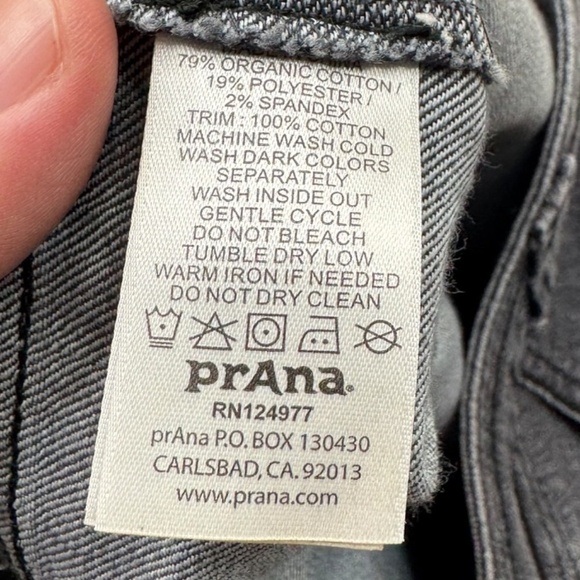 79% ORGANIC COTTON /
19% POLYESTER /
2% SPANDEX
TRIM : 100% COTTON
MACHINE WASH COLD
WASH DARK COLORS
SEPARATELY
WASH INSIDE OUT
GENTLE CYCLE
DO NOT BLEACH
TUMBLE DRY LOW
WARM IRON IF NEEDED
DO NOT DRY CLEAN
prAna.
RN124977
prAna P.O. BOX 130430
CARLSBAD, CA. 92013
www.prana.com